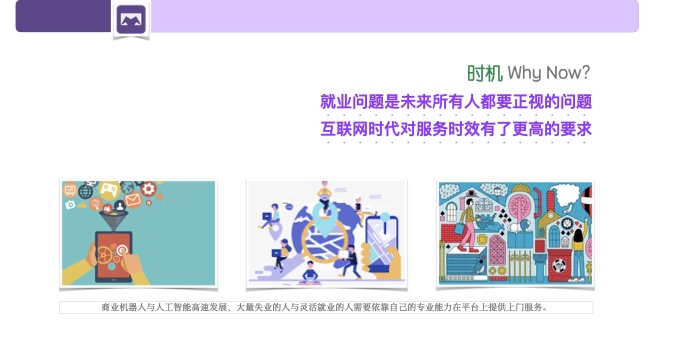 时机 Why Now?
就业问题是未来所有人都要正视的问题
互联网时代对服务时效有了更高的要求
商业机器人与人工智能高速发展，大量失业的人与灵活就业的人需要依靠自己的专业能力在平台上提供上门服务。